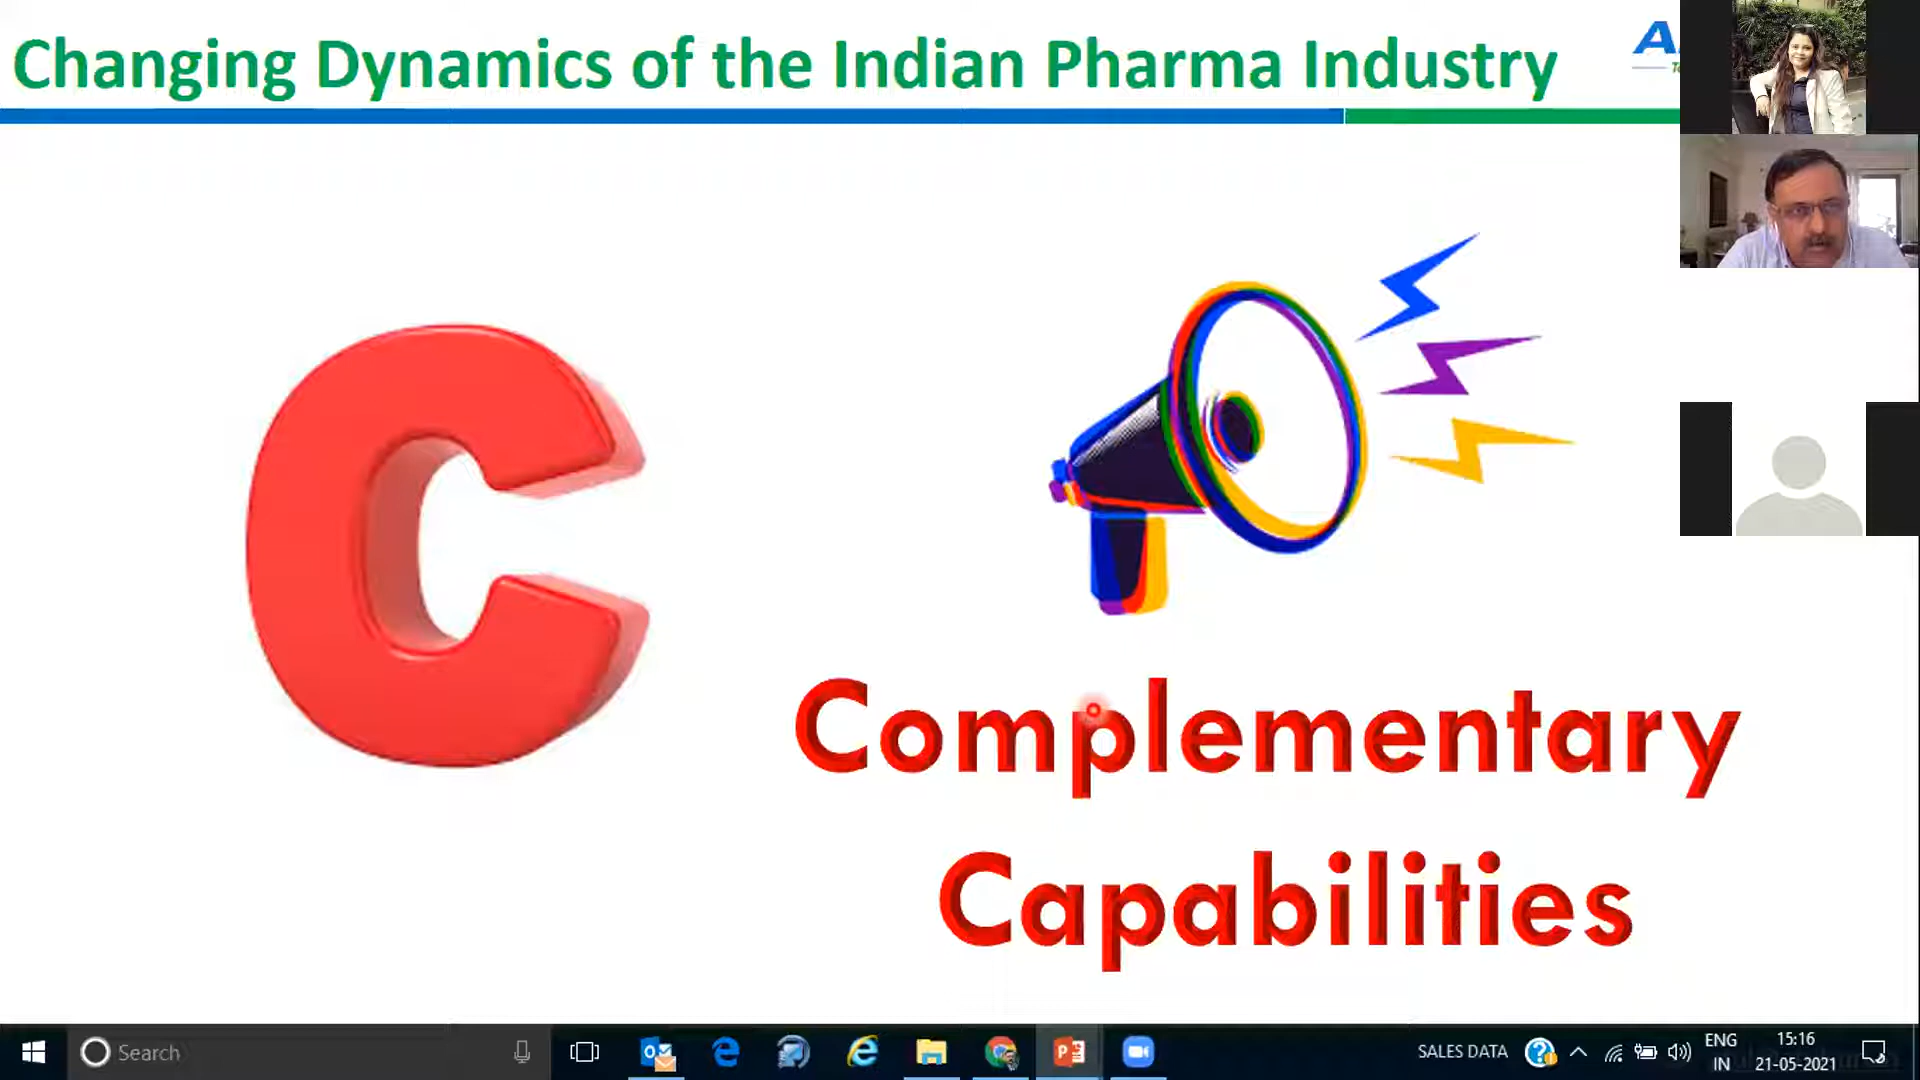 Changing Dynamics of the Indian Pharma Industry
Complementary
Capabilities
Search
SALES DATA
ENG
IN
15:16
21-05-2021